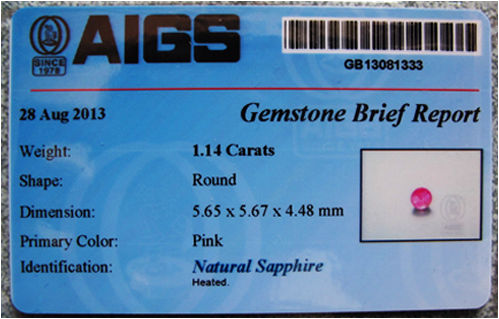 AIGS
SINCE
1978
GB13081333
28 Aug 2013
Gemstone Brief Report
Weight: 1.14 Carats
Shape: Round
Dimension: 5.65 x 5.67 x 4.48 mm
Primary Color: Pink
Identification: Natural Sapphire
Heated.